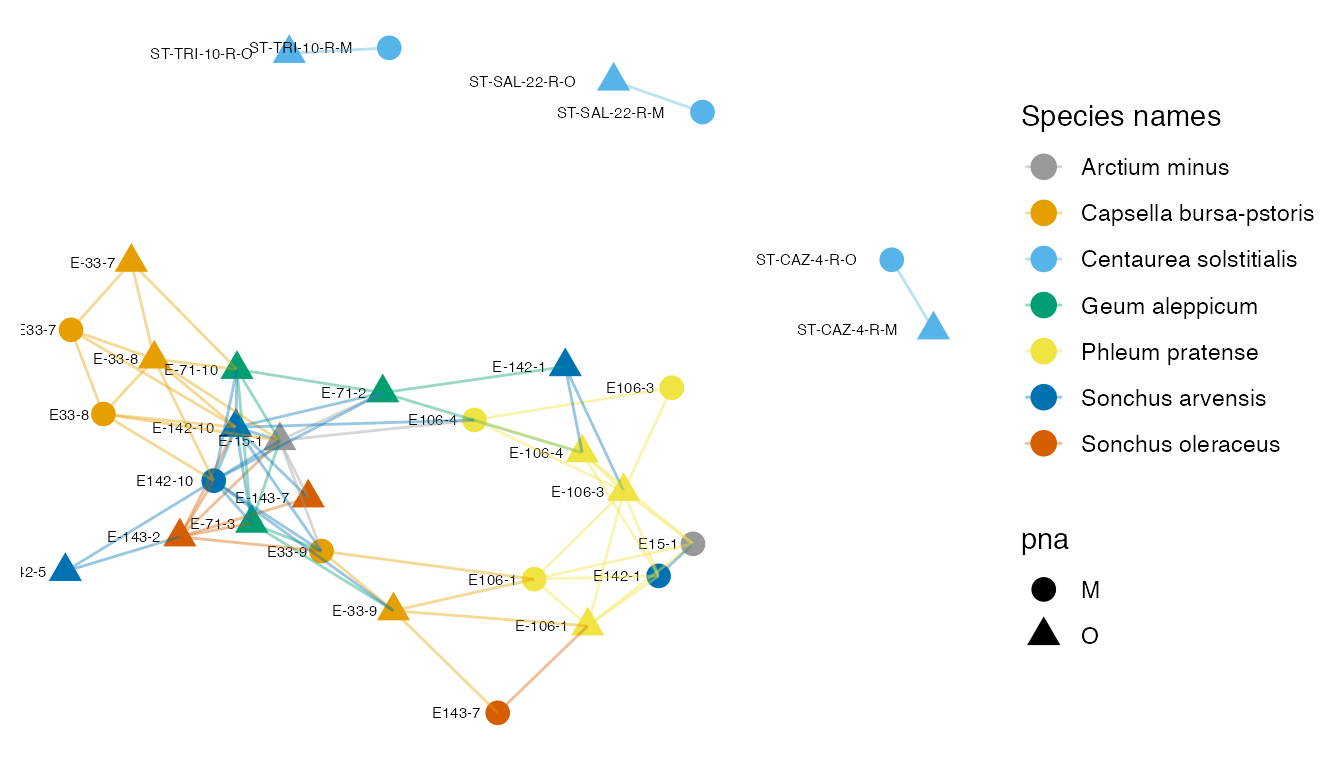 ST-TRI-10-R-O
ST-TRI-10-R-M
ST-SAL-22-R-O
ST-SAL-22-R-M
ST-CAZ-4-R-O
ST-CAZ-4-R-M
E-33-7
E33-7
E-33-8
E-71-10
E-142-1
E106-3
E-71-2
E33-8
E106-4
E-142-10
E-15-1
E-106-4
E142-10
E-143-7
E-106-3
E-71-3
E-143-2
E33-9
E15-1
42-5
E106-1
E142-1
E-33-9
E-106-1
E143-7
Species names
Arctium minus
Capsella bursa-pstoris
Centaurea solstitialis
Geum aleppicum
Phleum pratense
Sonchus arvensis
Sonchus oleraceus
pna
M
O